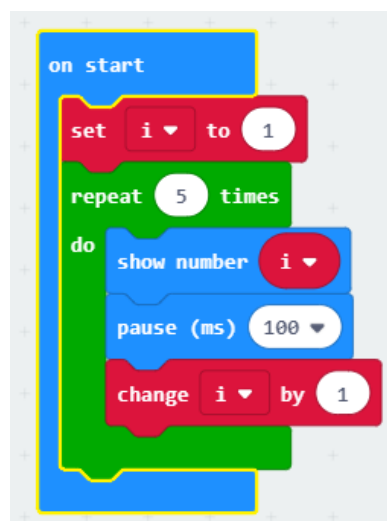 on start
set i to 1
repeat 5 times
do
show number i
pause (ms) 100
change i by 1